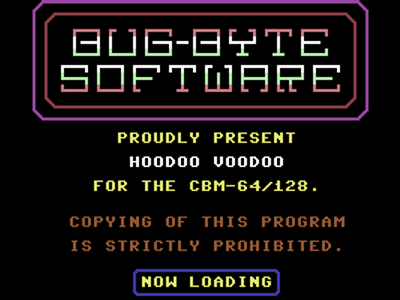 BUG-BYTE
SOFTWARE
PROUDLY PRESENT
HOODOO VOODOO
FOR THE CBM-64/128.
COPYING OF THIS PROGRAM
IS STRICTLY PROHIBITED.
NOW LOADING